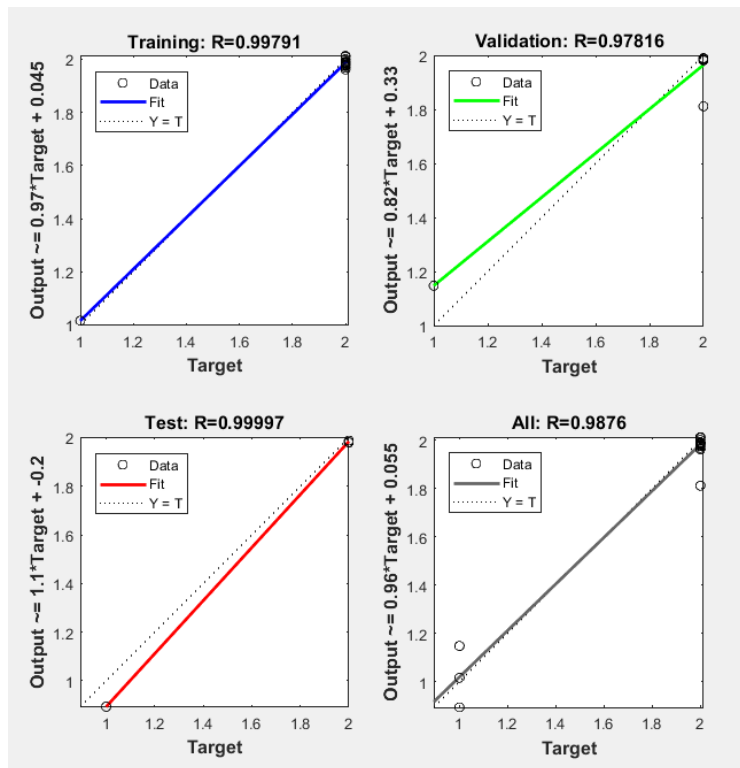 Training: R=0.99791
Output ~= 0.97*Target + 0.045
2
1.8
1.6
1.4
1.2
1
Data
Fit
Y = T
1
1.2
1.4
1.6
1.8
2
Target
Validation: R=0.97816
Output ~= 0.82*Target + 0.33
2
1.8
1.6
1.4
1.2
1
Data
Fit
Y = T
1
1.2
1.4
1.6
1.8
2
Target
Test: R=0.99997
Output ~= 1.1*Target + -0.2
2
1.8
1.6
1.4
1.2
1
Data
Fit
Y = T
1
1.2
1.4
1.6
1.8
2
Target
All: R=0.9876
Output ~= 0.96*Target + 0.055
2
1.8
1.6
1.4
1.2
1
Data
Fit
Y = T
1
1.2
1.4
1.6
1.8
2
Target